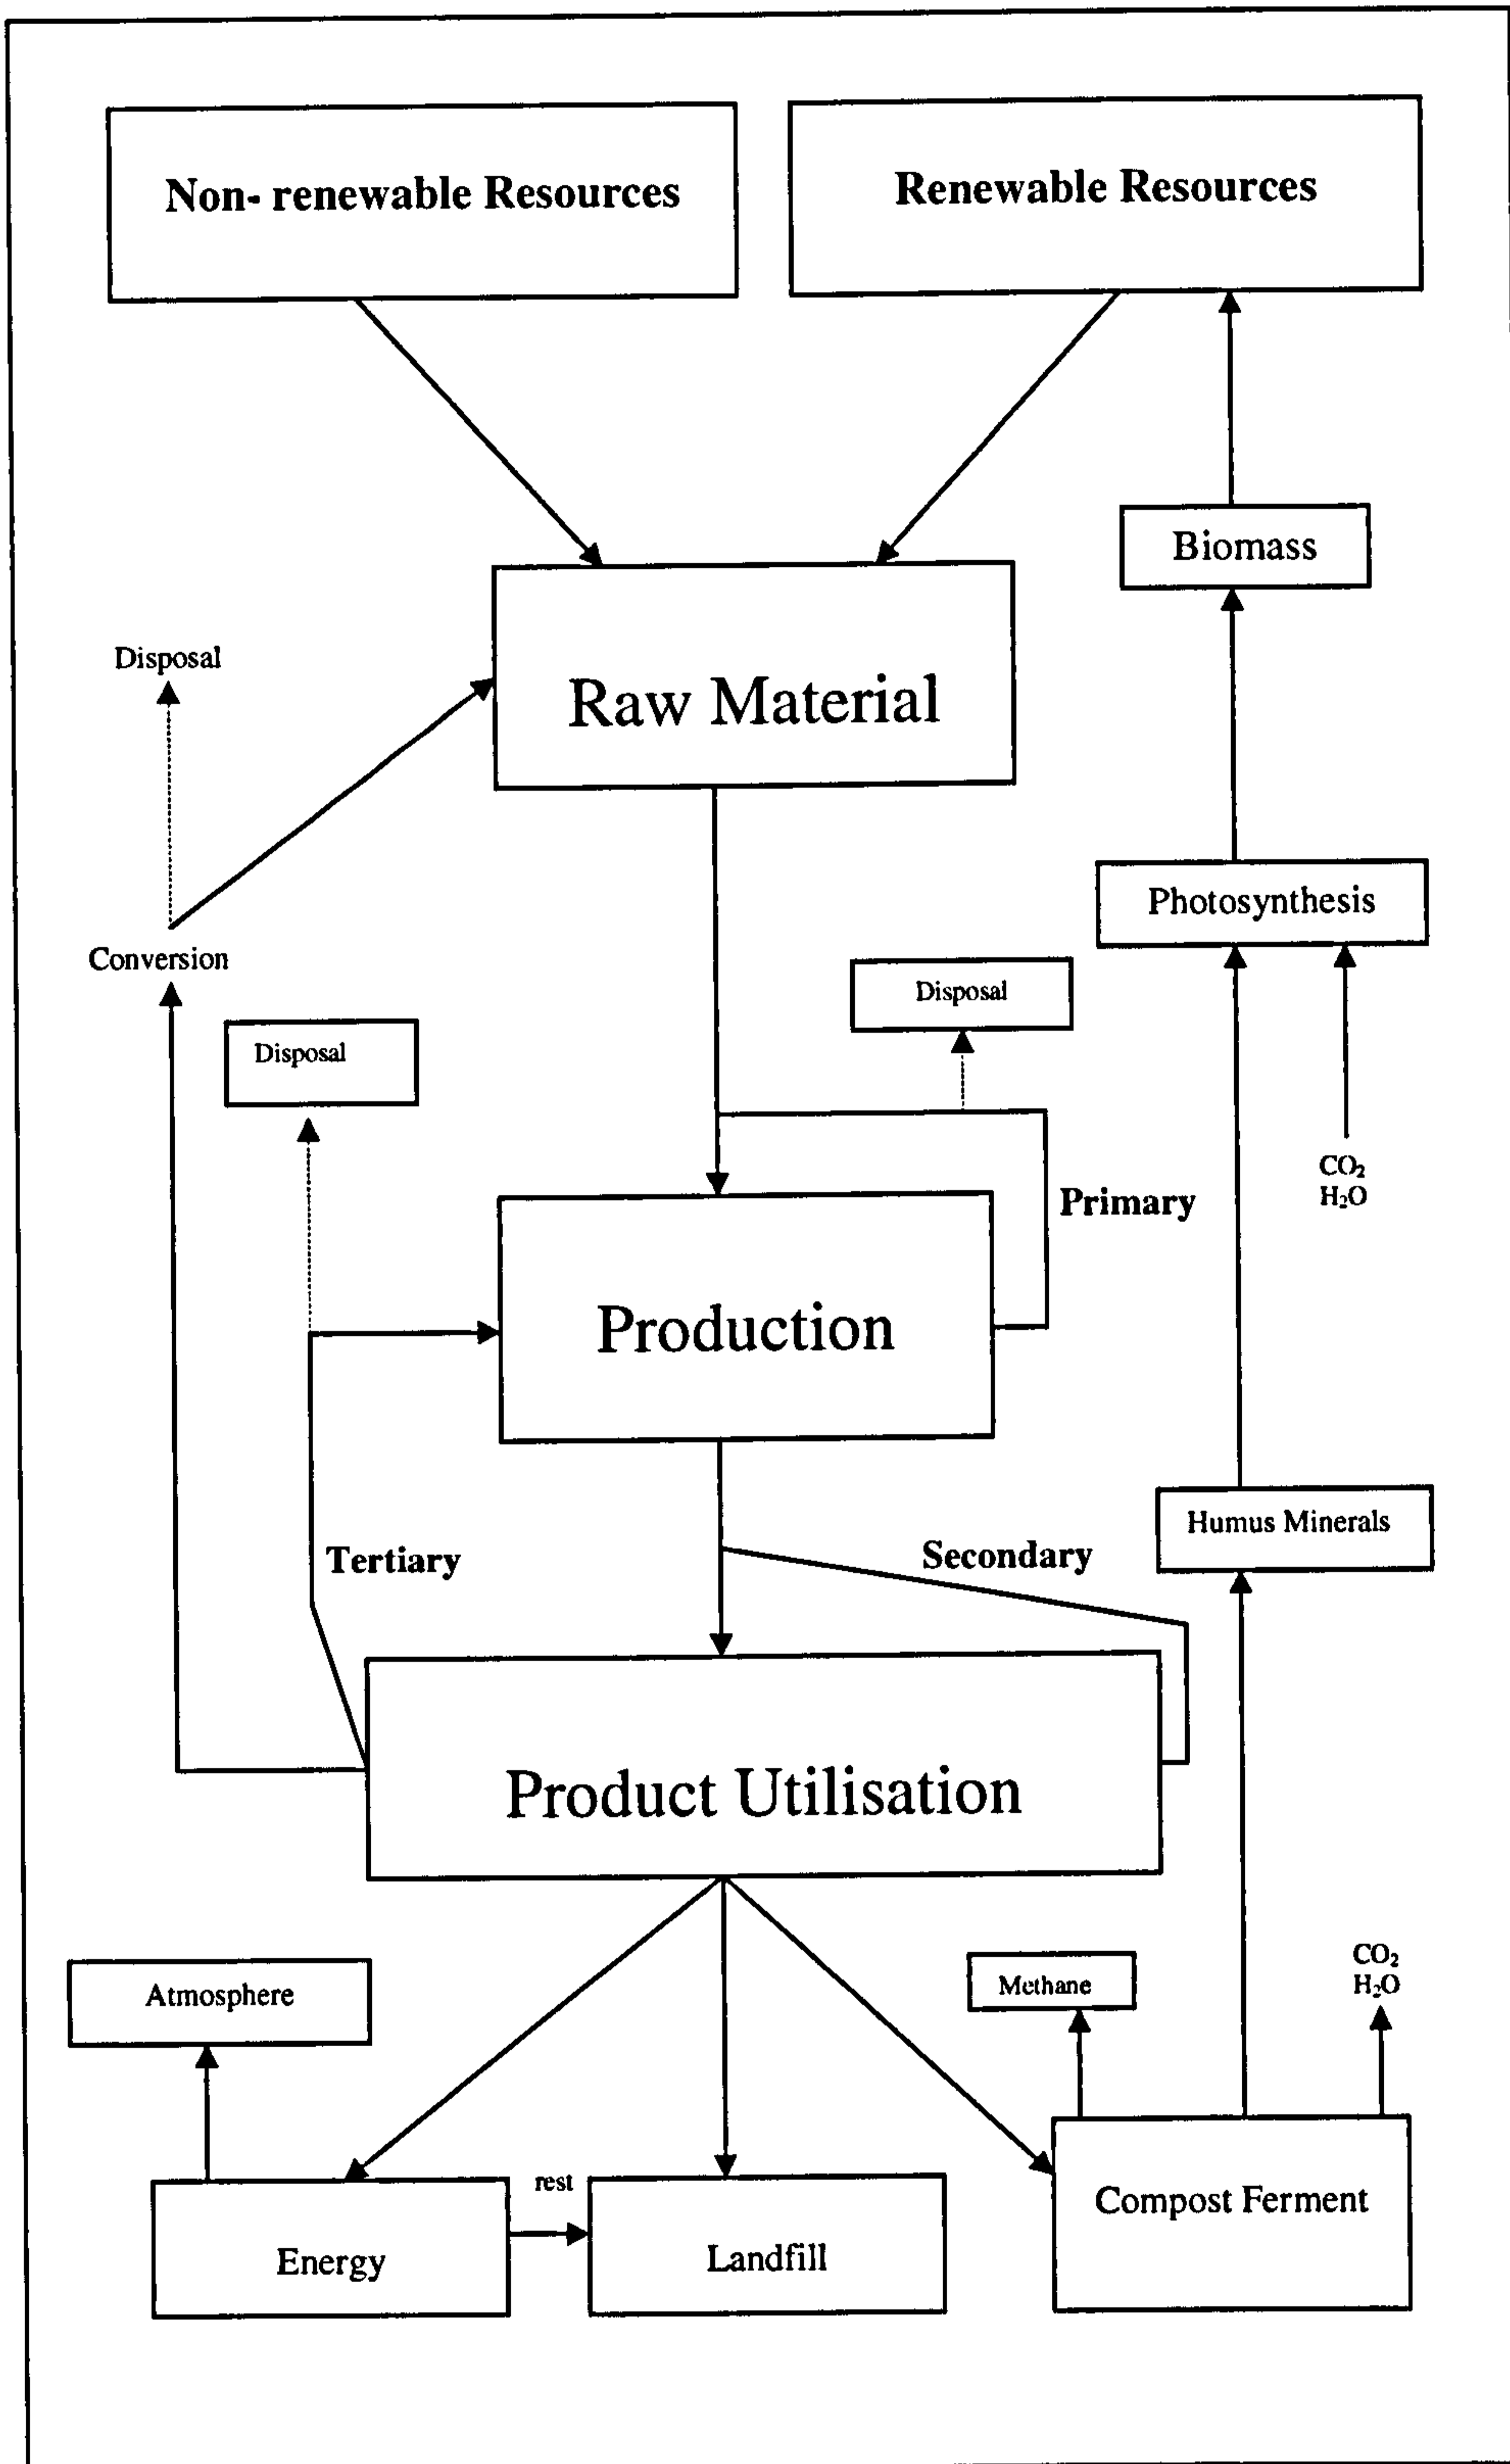 Non- renewable Resources
Renewable Resources
Biomass
Disposal
Raw Material
Photosynthesis
Conversion
Disposal
Disposal
CO₂
H₂O
Primary
Production
Humus Minerals
Tertiary
Secondary
Product Utilisation
Atmosphere
Methane
CO₂
H₂O
rest
Energy
Landfill
Compost Ferment